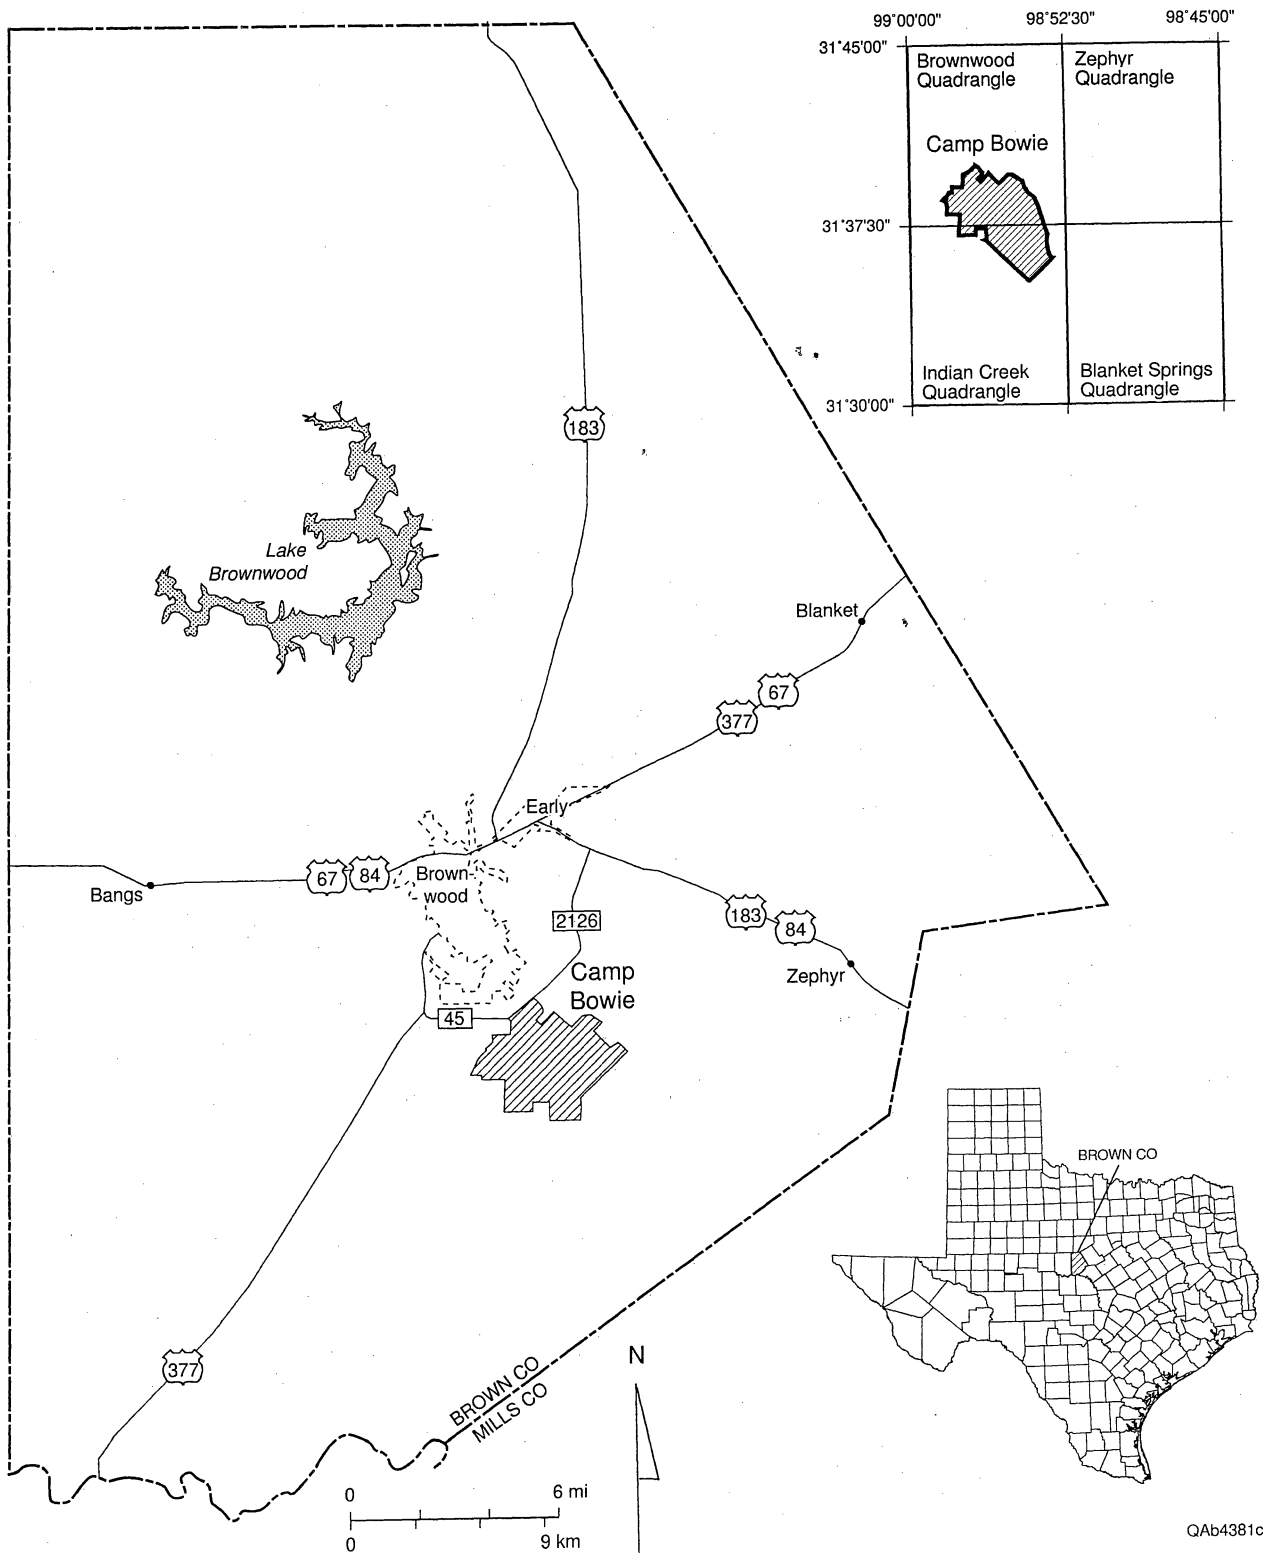 99°00'00"
98°52'30"
98°45'00"
31°45'00"
Brownwood
Quadrangle
Zephyr
Quadrangle
Camp Bowie
31°37'30"
Indian Creek
Quadrangle
Blanket Springs
Quadrangle
31°30'00"
183
Lake
Brownwood
Blanket
67
377
Early
67
84
Brown-
wood
Bangs
2126
183
84
Camp
Bowie
Zephyr
45
BROWN CO
377
BROWN CO
MILLS CO
N
0
6 mi
0
9 km
QAb4381c